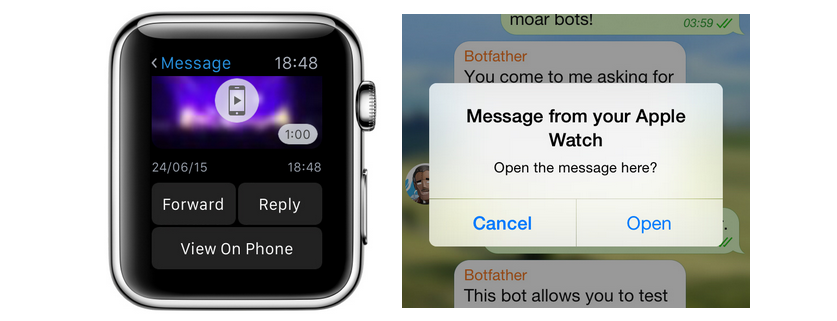 Message 18:48
1:00
24/06/15 18:48
Forward Reply
View On Phone
moar bots!
03:59
Botfather
You come to me asking for
Message from your Apple
Watch
Open the message here?
Cancel Open
.
Botfather
This bot allows you to test